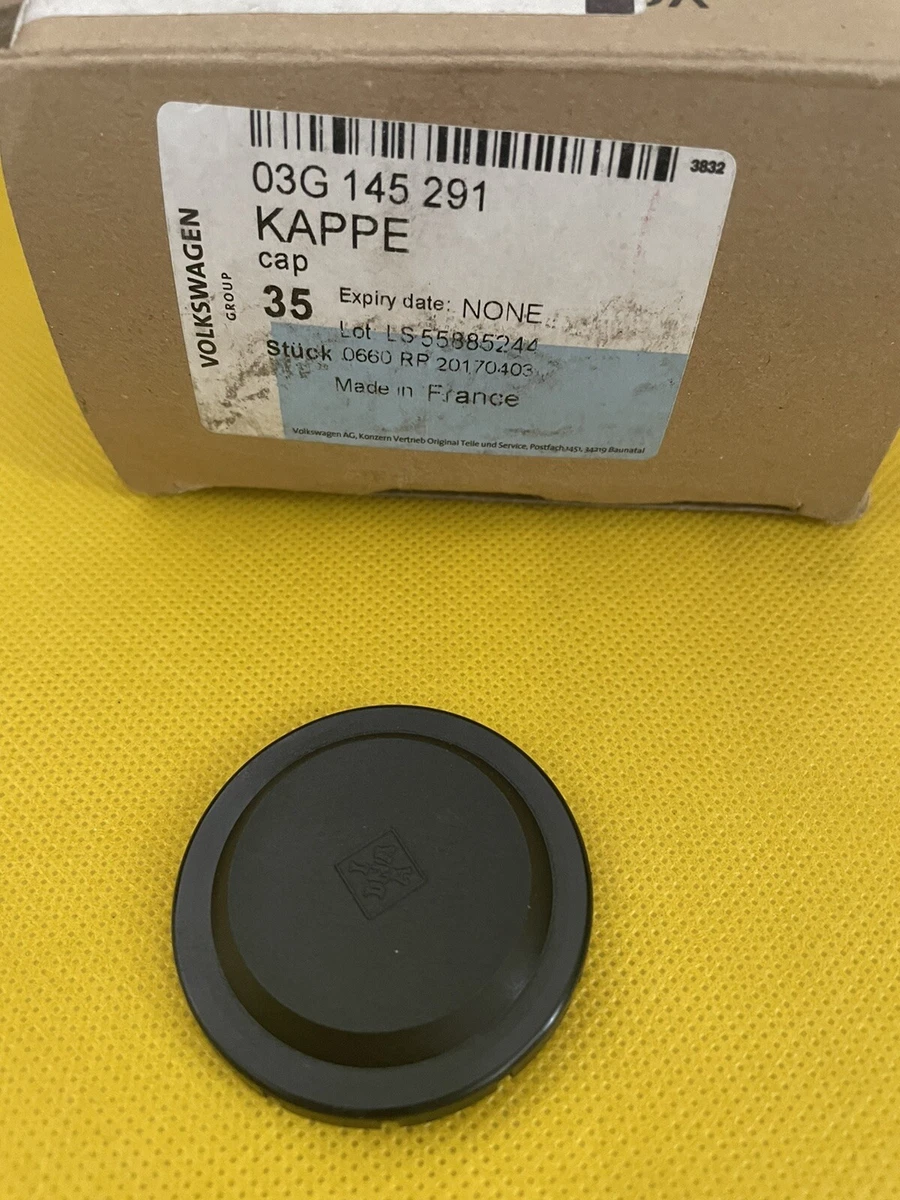 3832
03G 145 291
KAPPE
cap
35 Expiry date: NONE
Lot LS 55885244
Stück 0660 RP 20170403
Made in France
Volkswagen AG, Konzern Vertrieb Original Teile und Service, Postfach 1451, 34219 Baunatal
VOLKSWAGEN
GROUP